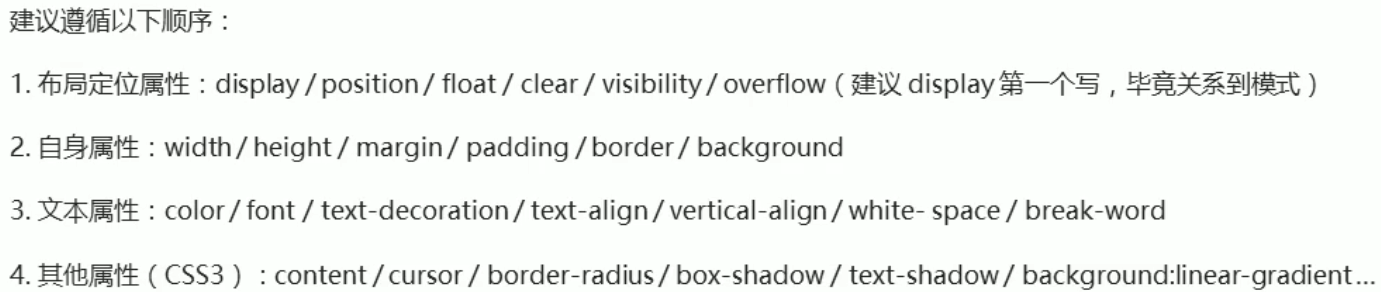 建议遵循以下顺序：
1. 布局定位属性：display / position / float / clear / visibility / overflow（建议 display 第一个写，毕竟关系到模式）
2. 自身属性：width / height / margin / padding / border / background
3. 文本属性：color / font / text-decoration / text-align / vertical-align / white- space / break-word
4. 其他属性（CSS3）：content / cursor / border-radius / box-shadow / text-shadow / background:linear-gradient…